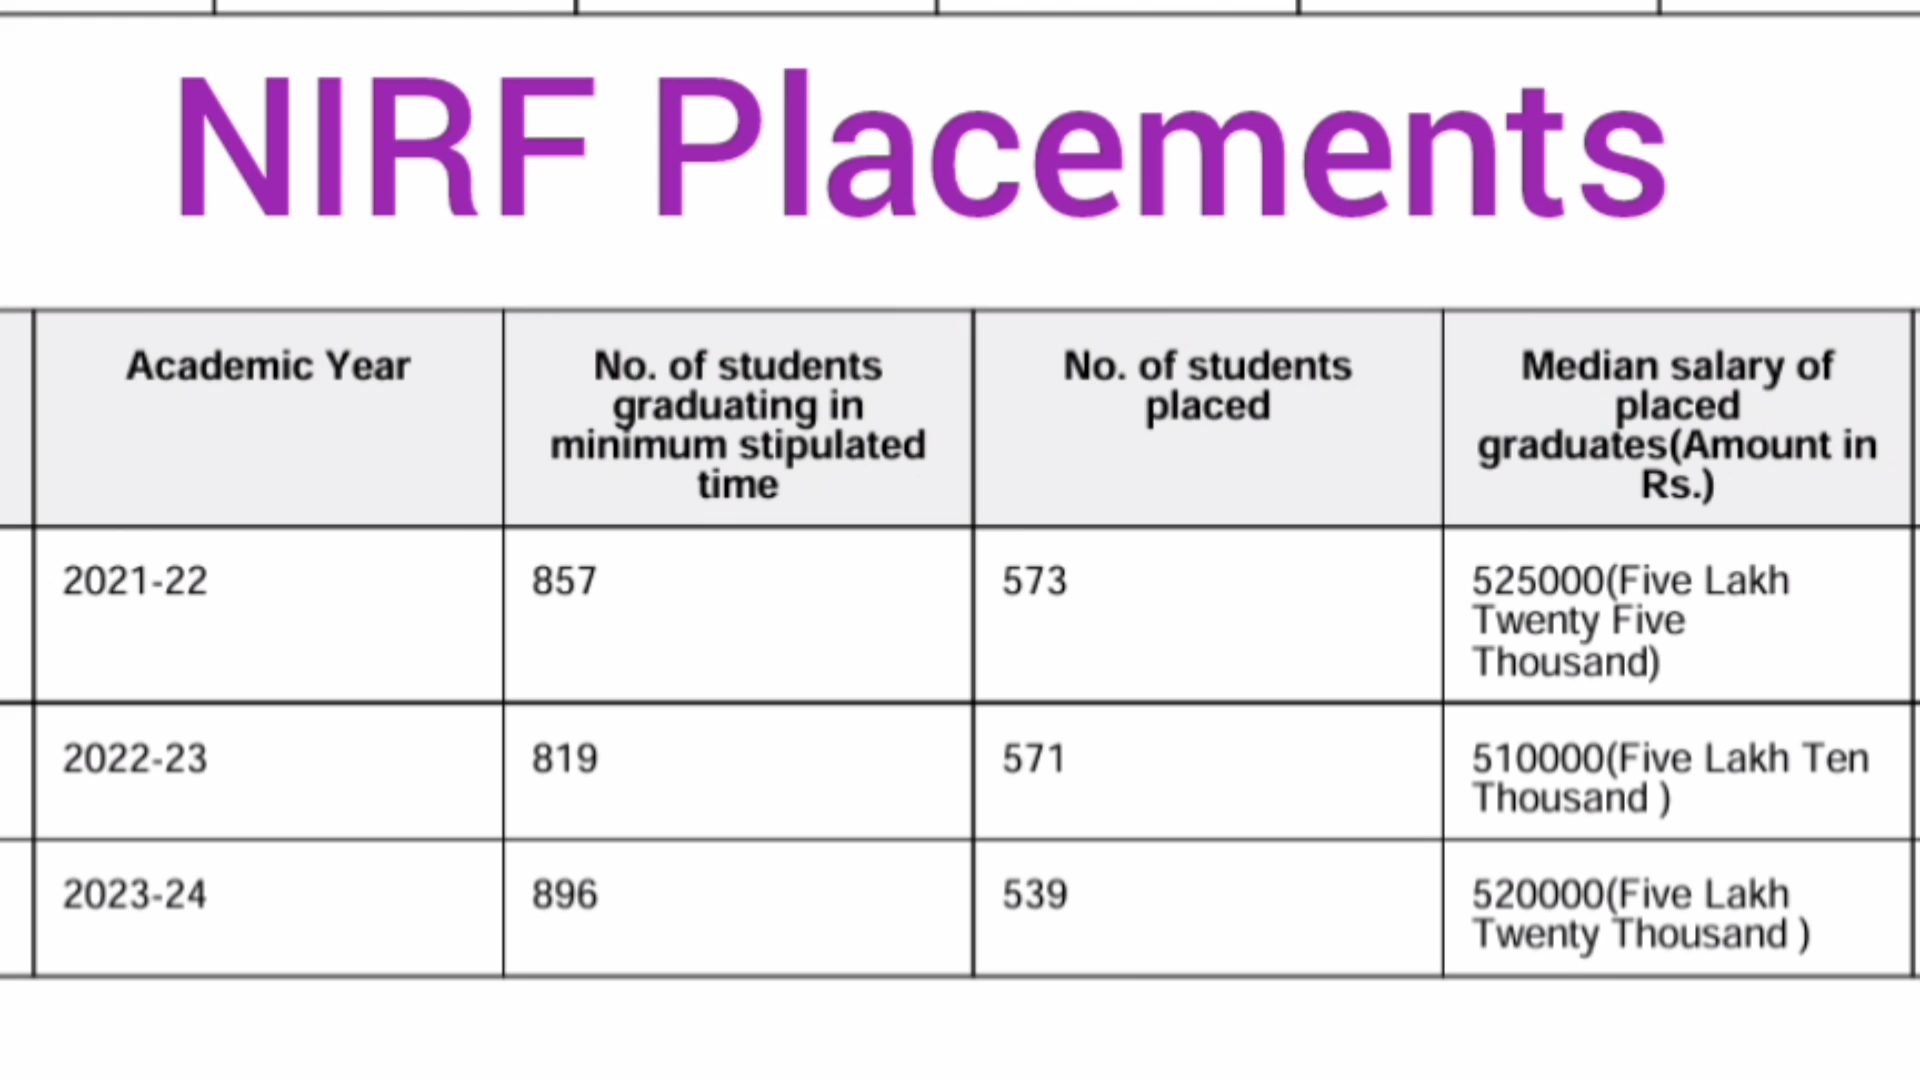 NIRF Placements
Academic Year
No. of students
graduating in
minimum stipulated
time
No. of students
placed
Median salary of
placed
graduates(Amount in
Rs.)
2021-22
857
573
525000(Five Lakh
Twenty Five
Thousand)
2022-23
819
571
510000(Five Lakh Ten
Thousand )
2023-24
896
539
520000(Five Lakh
Twenty Thousand )